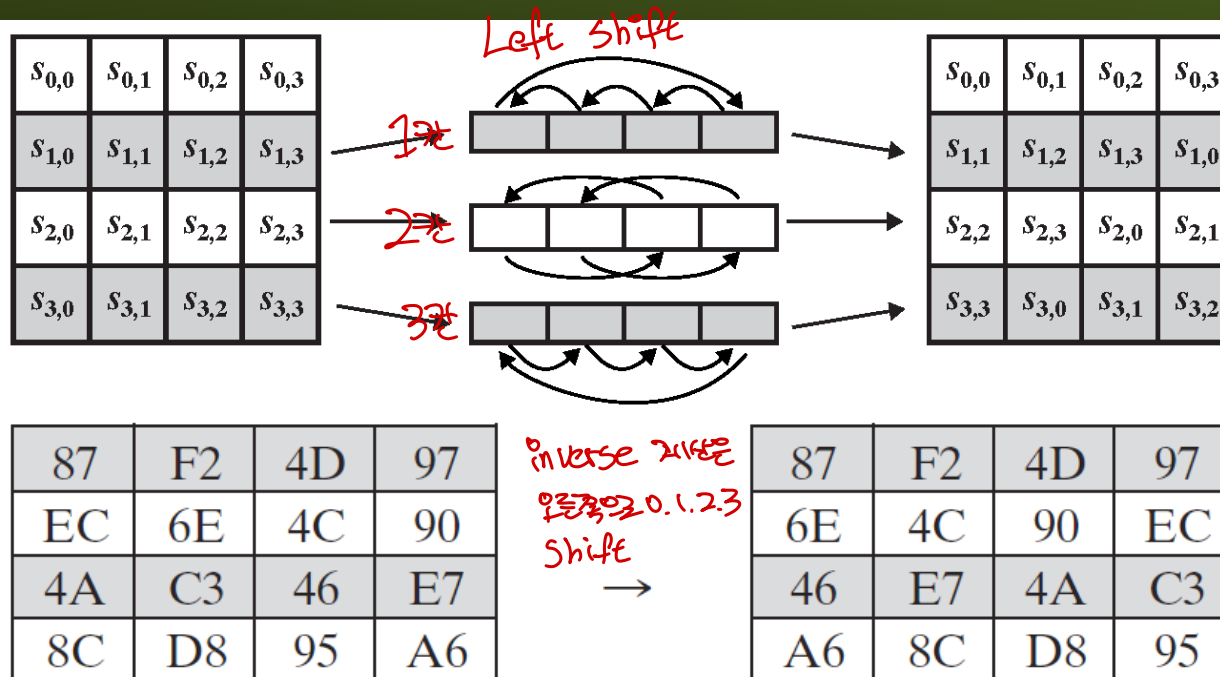 Left shift
s0,0 s0,1 s0,2 s0,3
s1,0 s1,1 s1,2 s1,3
s2,0 s2,1 s2,2 s2,3
s3,0 s3,1 s3,2 s3,3
1칸
2칸
3칸
s0,0 s0,1 s0,2 s0,3
s1,1 s1,2 s1,3 s1,0
s2,2 s2,3 s2,0 s2,1
s3,3 s3,0 s3,1 s3,2
87 F2 4D 97
EC 6E 4C 90
4A C3 46 E7
8C D8 95 A6
inverse 계산은
오른쪽으로 0.1.2.3
shift
→
87 F2 4D 97
6E 4C 90 EC
46 E7 4A C3
A6 8C D8 95